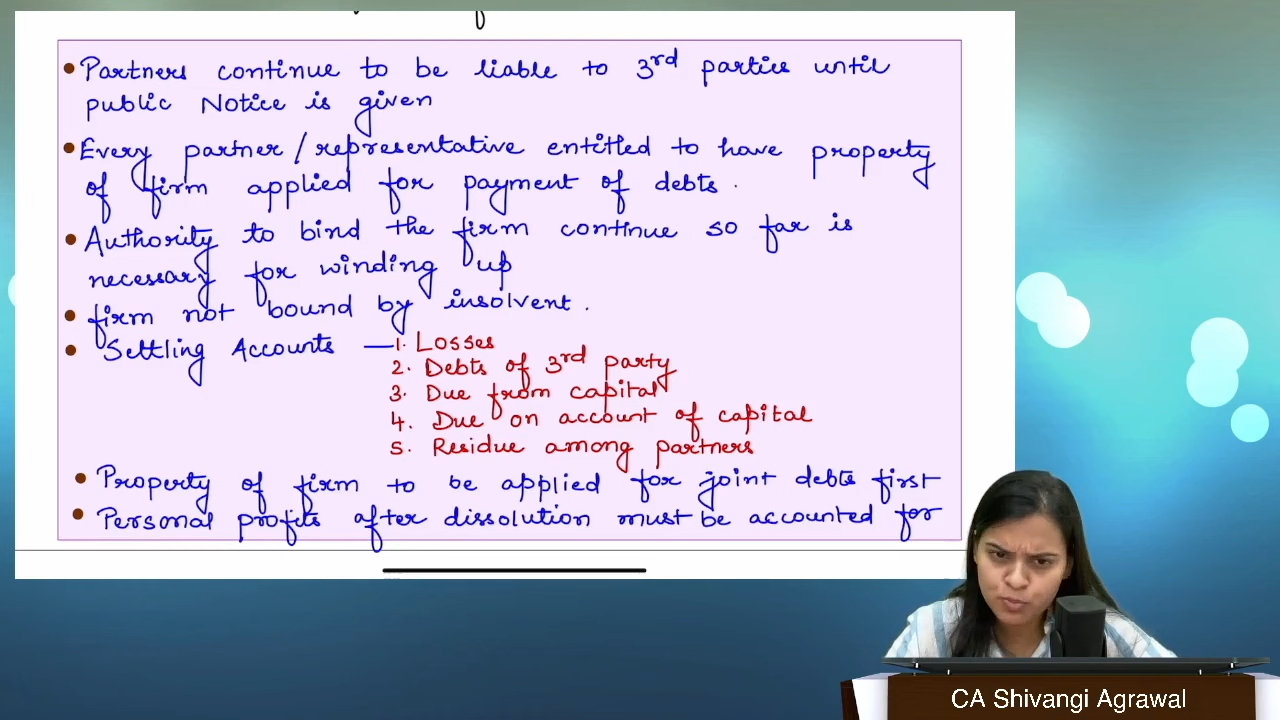 • Partners continue to be liable to 3rd parties until
public Notice is given
• Every partner/representative entitled to have property
of firm applied for payment of debts.
• Authority to bind the firm continue so far is
necessary for winding up
• firm not bound by insolvent.
• Settling Accounts — 1. Losses
2. Debts of 3rd party
3. Due from capital
4. Due on account of capital
5. Residue among partners
• Property of firm to be applied for joint debts first
• Personal profits after dissolution must be accounted for
CA Shivangi Agrawal